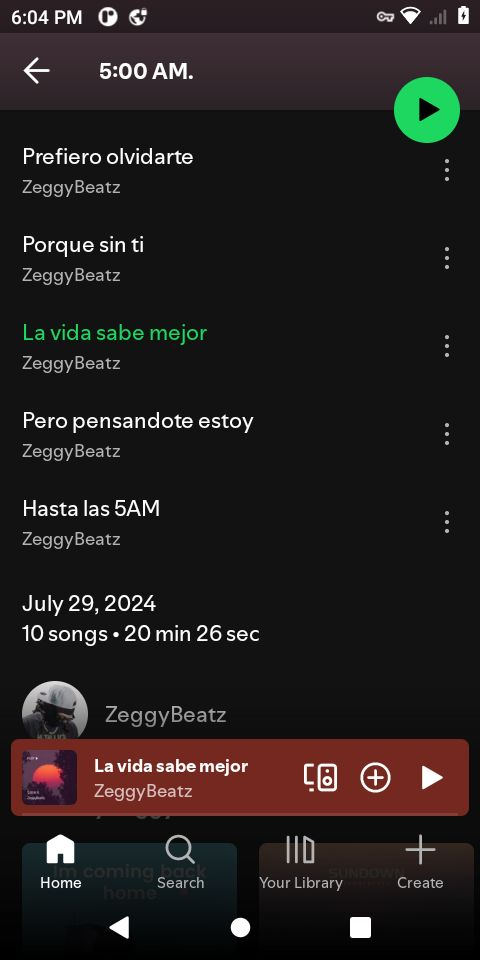 6:04 PM
5:00 AM.
Prefiero olvidarte
ZeggyBeatz
Porque sin ti
ZeggyBeatz
La vida sabe mejor
ZeggyBeatz
Pero pensandote estoy
ZeggyBeatz
Hasta las 5AM
ZeggyBeatz
July 29, 2024
10 songs • 20 min 26 sec
ZeggyBeatz
La vida sabe mejor
ZeggyBeatz
Im coming back
home
SUNDOWN
Home
Search
Your Library
Create